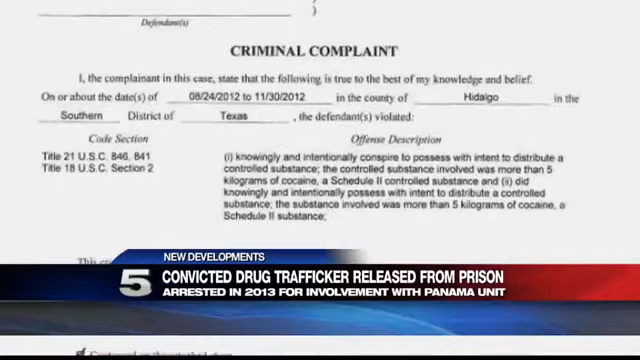 Defendant(s)
CRIMINAL COMPLAINT
I, the complainant in this case, state that the following is true to the best of my knowledge and belief.
On or about the date(s) of 08/24/2012 to 11/30/2012 in the county of Hidalgo in the
Southern District of Texas , the defendant(s) violated:
Code Section Offense Description
Title 21 U.S.C. 846, 841 (i) knowingly and intentionally conspire to possess with intent to distribute a
Title 18 U.S.C. Section 2 controlled substance; the controlled substance involved was more than 5
kilograms of cocaine, a Schedule II controlled substance and (ii) did
knowingly and intentionally possess with intent to distribute a controlled
substance; the substance involved was more than 5 kilograms of cocaine, a
Schedule II substance;
NEW DEVELOPMENTS
5 CONVICTED DRUG TRAFFICKER RELEASED FROM PRISON
ARRESTED IN 2013 FOR INVOLVEMENT WITH PANAMA UNIT